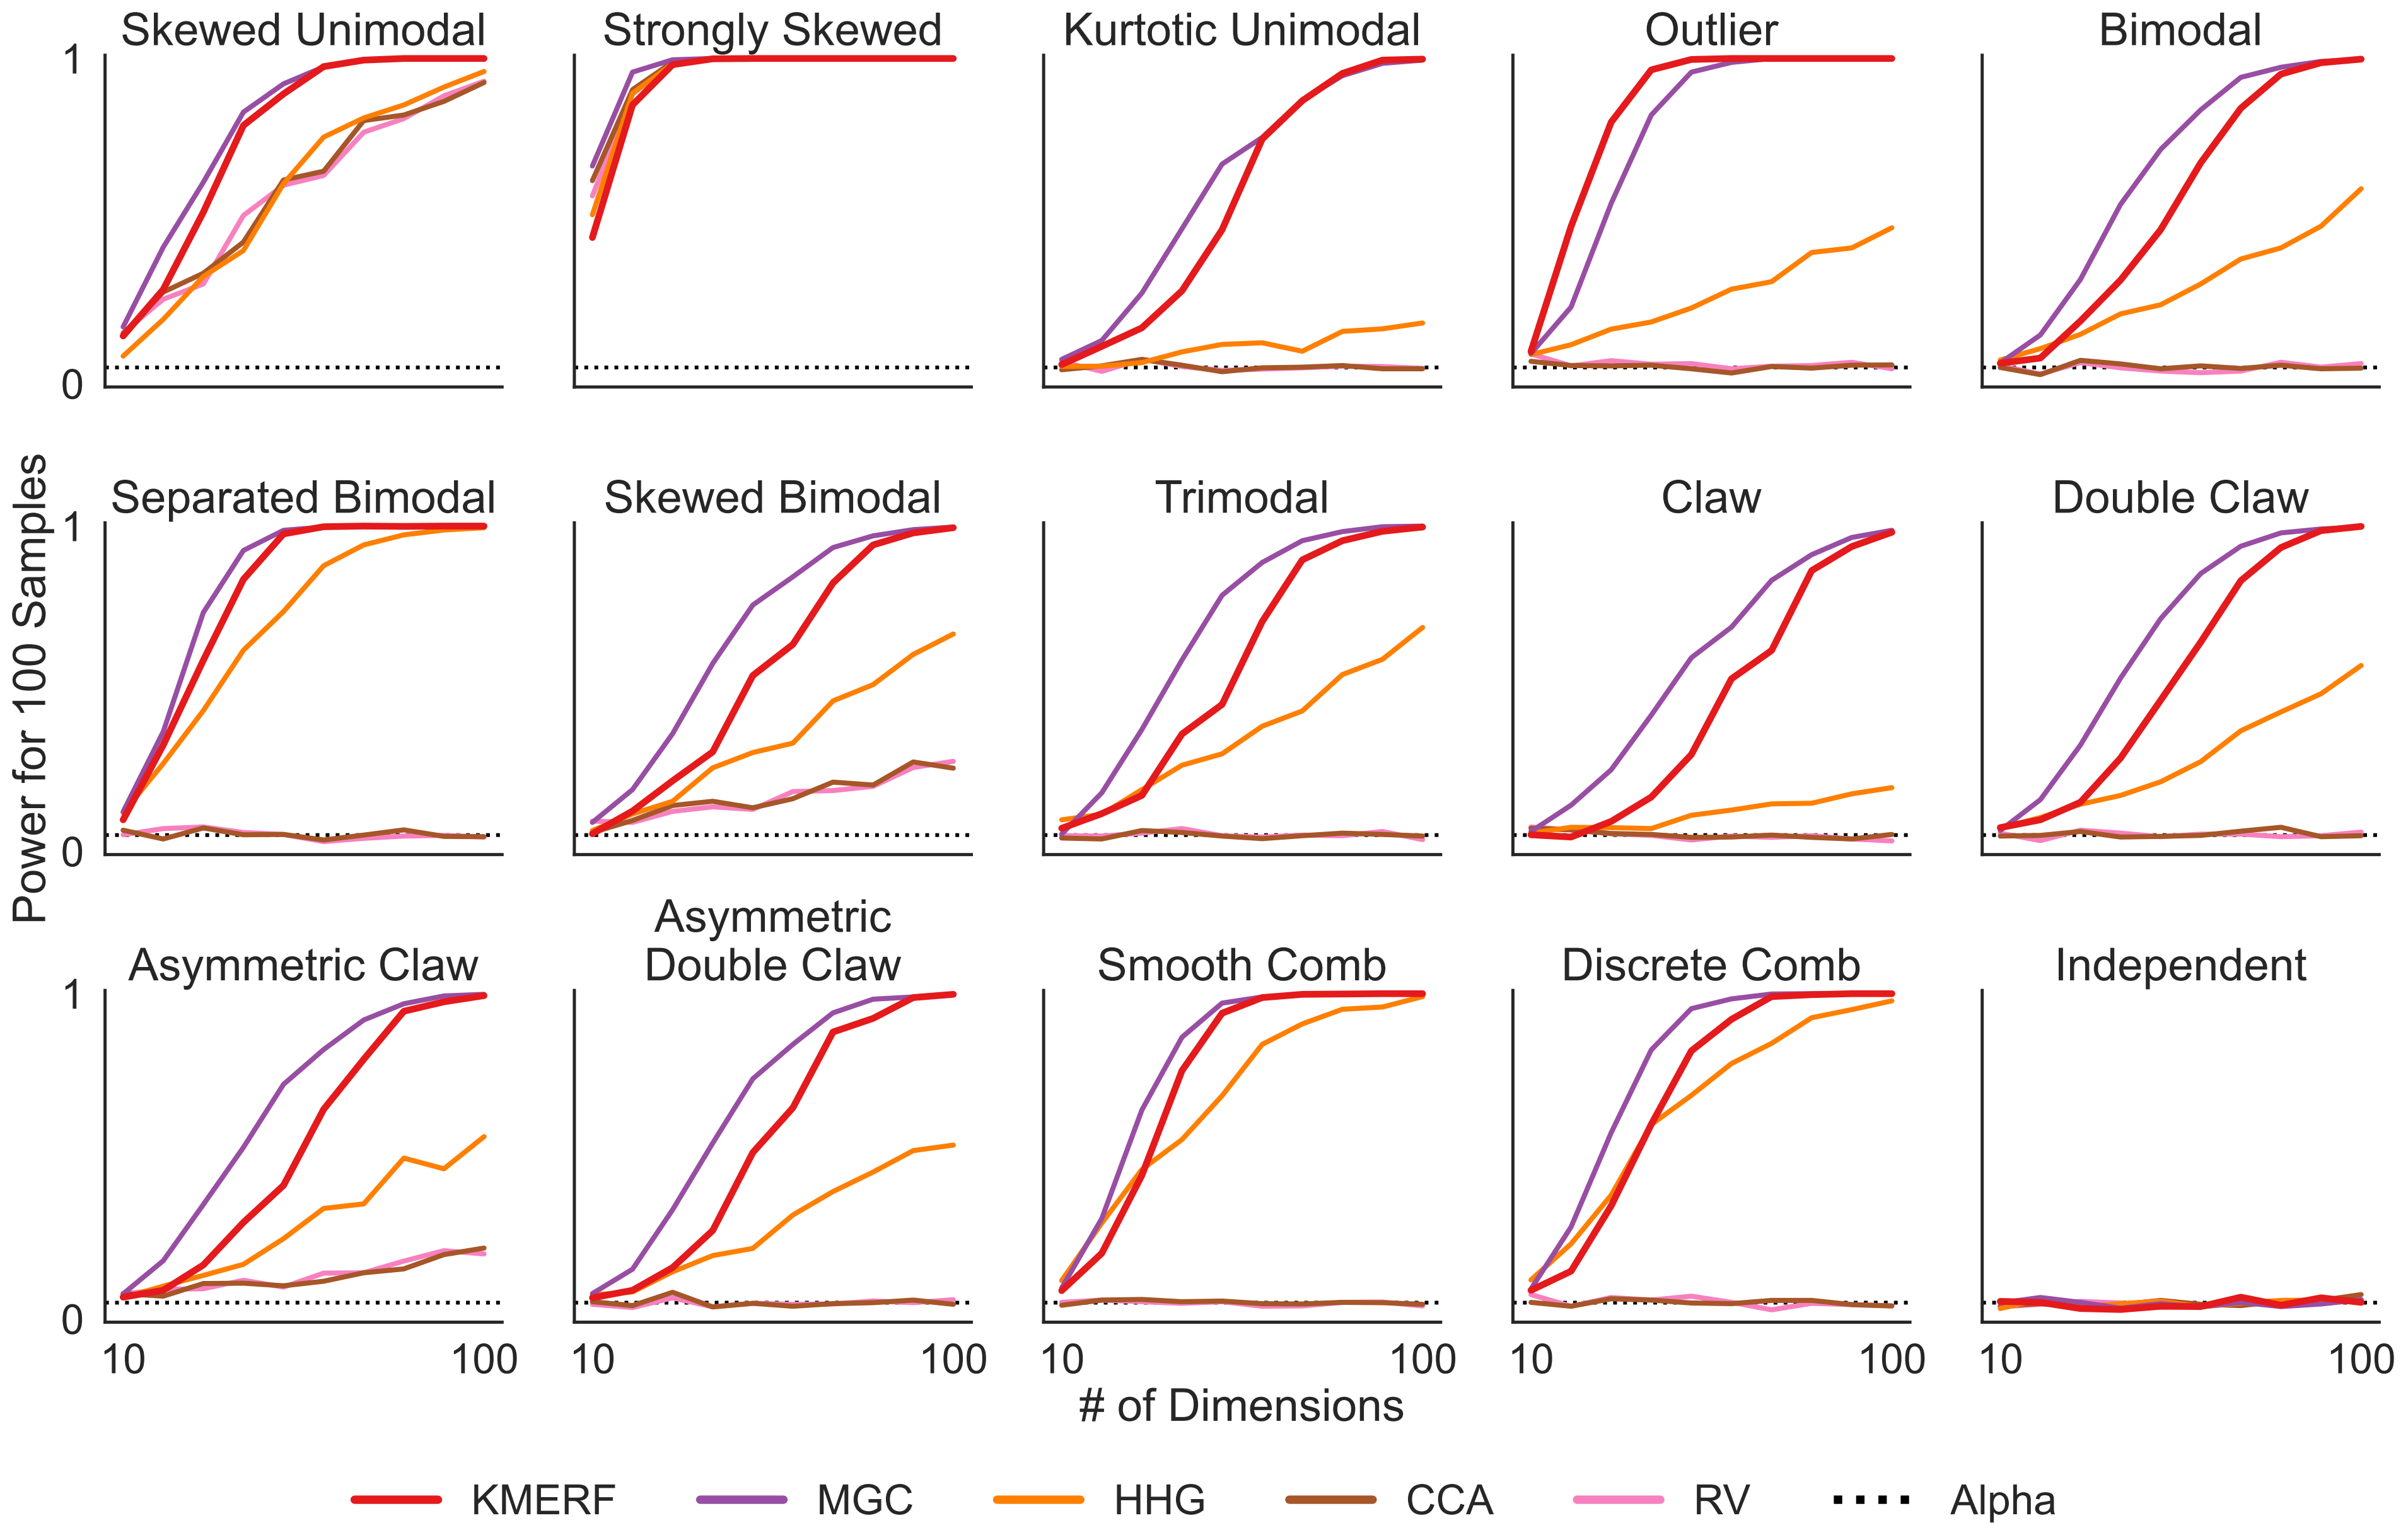 Skewed Unimodal
Strongly Skewed
Kurtotic Unimodal
Outlier
Bimodal
1
0
Separated Bimodal
Skewed Bimodal
Trimodal
Claw
Double Claw
1
0
Power for 100 Samples
Asymmetric Claw
Asymmetric
Double Claw
Smooth Comb
Discrete Comb
Independent
1
0
10 100
10 100
10 100
10 100
10 100
# of Dimensions
KMERF MGC HHG CCA RV Alpha